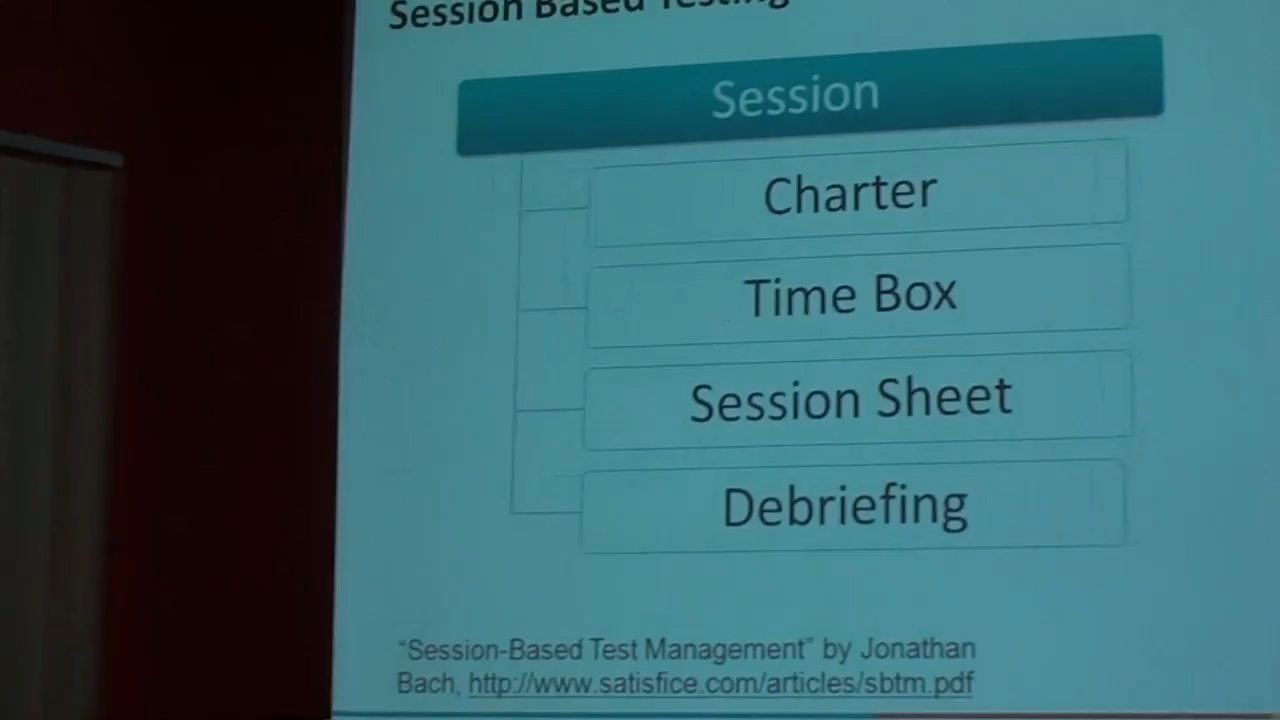 Session Based Testing
Session
Charter
Time Box
Session Sheet
Debriefing
“Session-Based Test Management” by Jonathan
Bach, http://www.satisfice.com/articles/sbtm.pdf